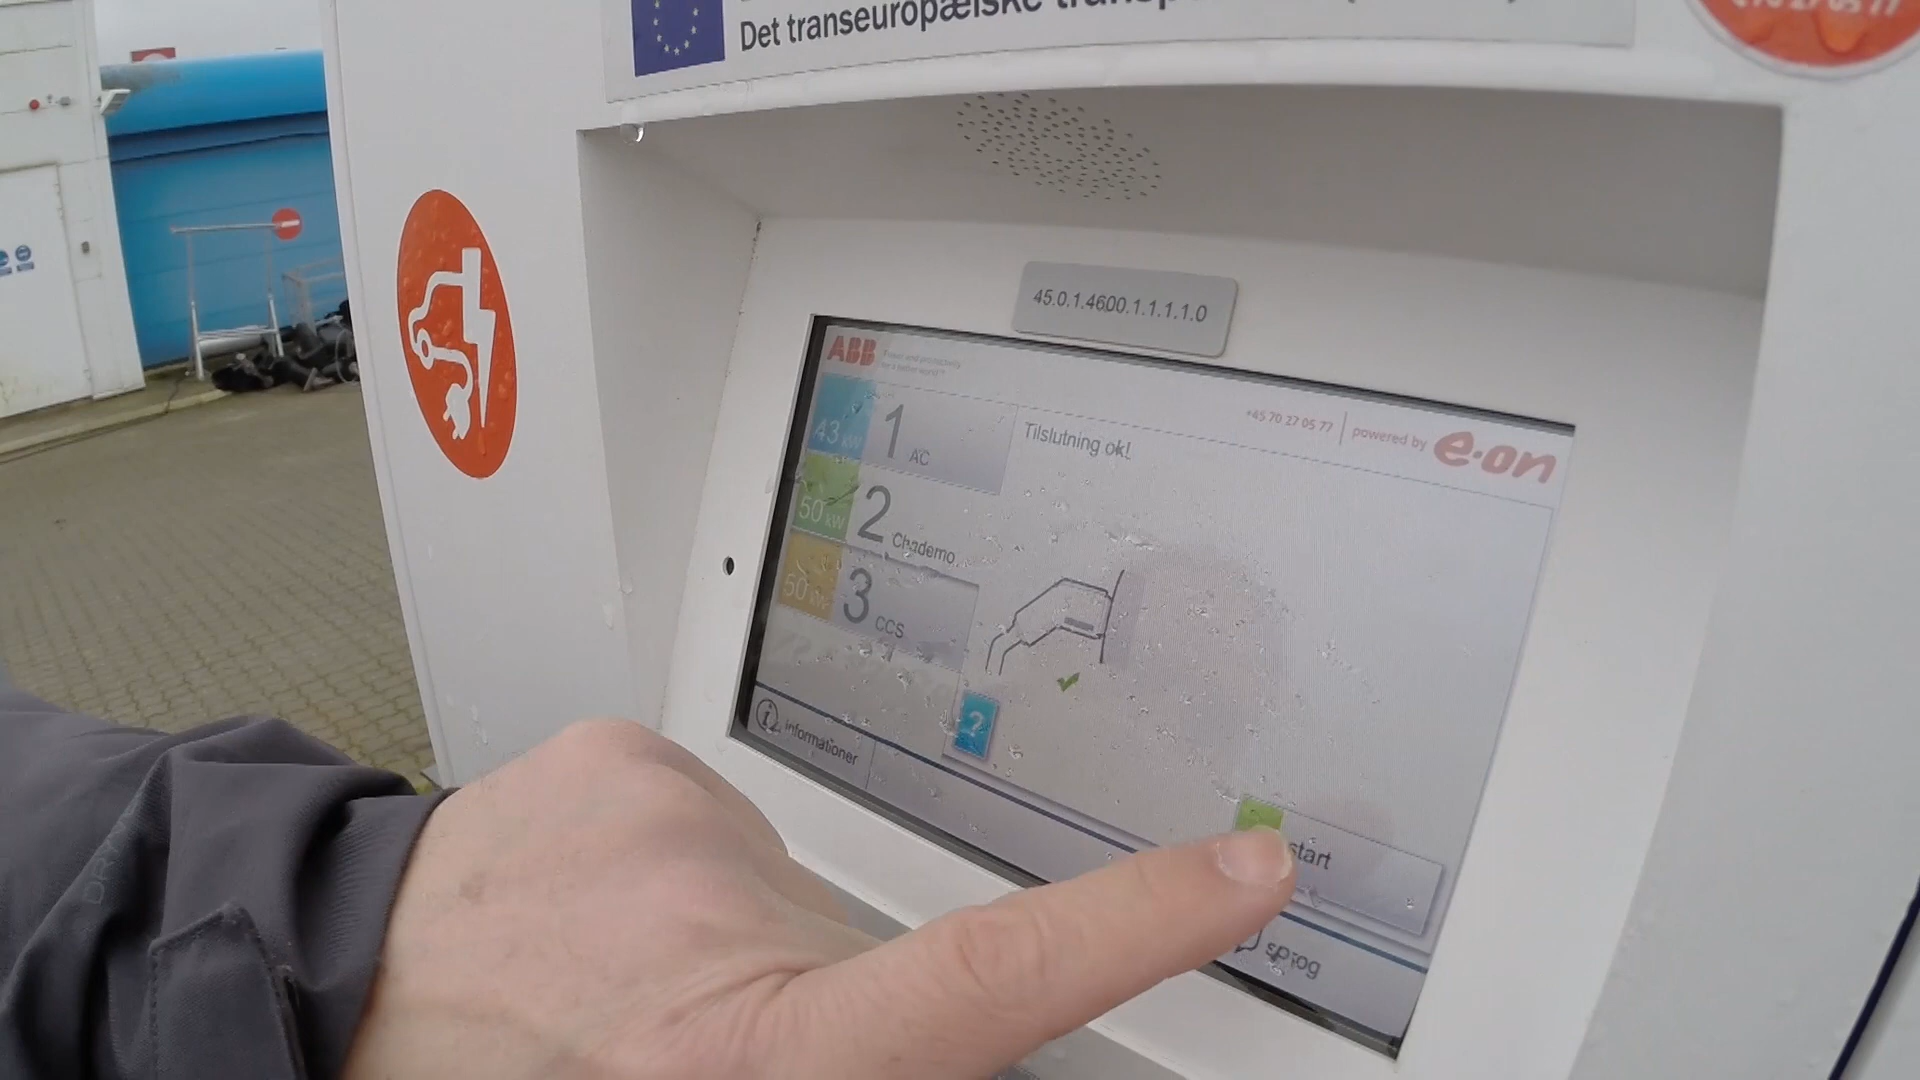 Det transeuropæiske
45.0.1.4600.1.1.1.1.0
ABB
+45 70 27 05 77
powered by e·on
43 kW
1 AC
Tilslutning ok!
50 kW
2 Chademo
50 kW
3 CCS
?
start
i informationer
sprog